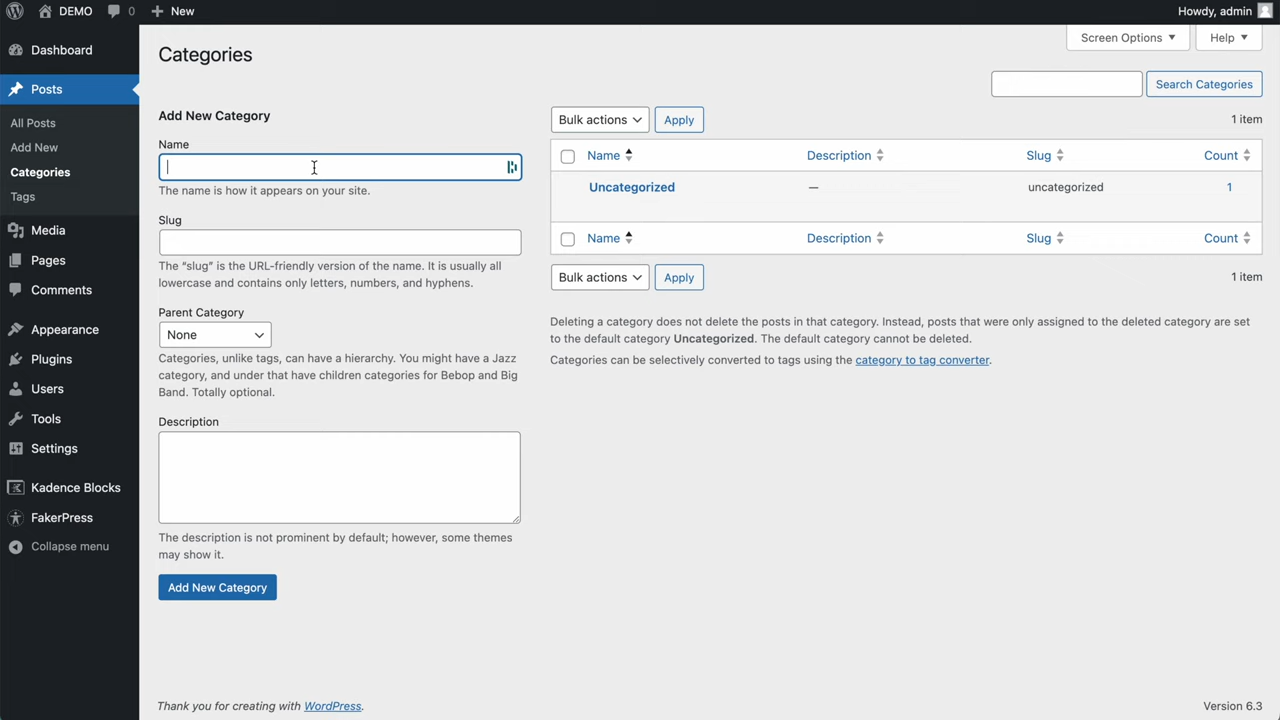 DEMO 0 New Howdy, admin
Dashboard
Posts
All Posts
Add New
Categories
Tags
Media
Pages
Comments
Appearance
Plugins
Users
Tools
Settings
Kadence Blocks
FakerPress
Collapse menu
Screen Options Help
Categories
Search Categories
Add New Category
Name
The name is how it appears on your site.
Slug
The “slug” is the URL-friendly version of the name. It is usually all
lowercase and contains only letters, numbers, and hyphens.
Parent Category
None
Categories, unlike tags, can have a hierarchy. You might have a Jazz
category, and under that have children categories for Bebop and Big
Band. Totally optional.
Description
The description is not prominent by default; however, some themes
may show it.
Add New Category
Bulk actions Apply 1 item
Name Description Slug Count
Uncategorized — uncategorized 1
Name Description Slug Count
Bulk actions Apply 1 item
Deleting a category does not delete the posts in that category. Instead, posts that were only assigned to the deleted category are set
to the default category Uncategorized. The default category cannot be deleted.
Categories can be selectively converted to tags using the category to tag converter.
Thank you for creating with WordPress. Version 6.3